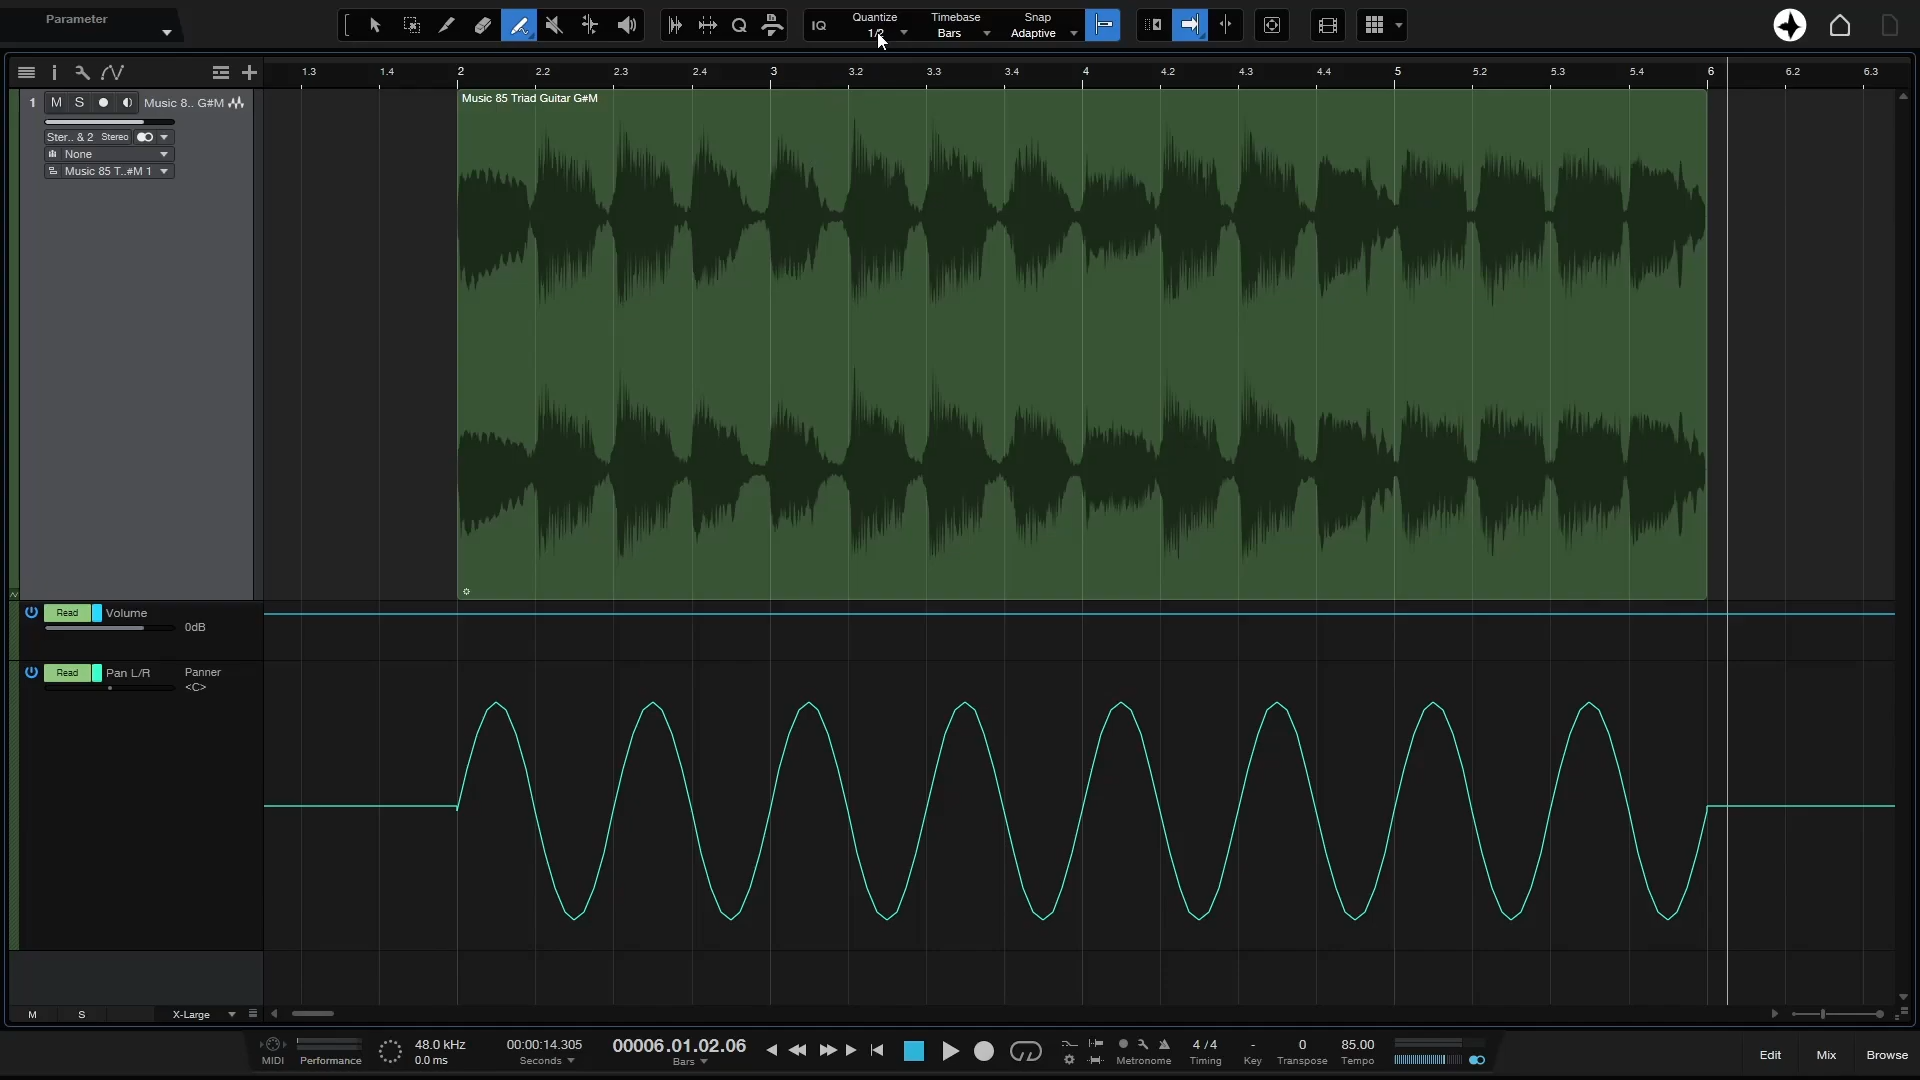 Parameter
IQ
Quantize
1/2
Timebase
Bars
Snap
Adaptive
1.3 1.4 2 2.2 2.3 2.4 3 3.2 3.3 3.4 4 4.2 4.3 4.4 5 5.2 5.3 5.4 6 6.2 6.3
1 M S Music 8.. G#M
Ster.. & 2 Stereo
None
Music 85 T..#M 1
Music 85 Triad Guitar G#M
Read Volume
0dB
Read Pan L/R Panner
<C>
M S X-Large
MIDI
Performance
48.0 kHz
0.0 ms
00:00:14.305
Seconds
00006.01.02.06
Bars
Metronome
4 / 4
Timing
-
Key
0
Transpose
85.00
Tempo
Edit Mix Browse